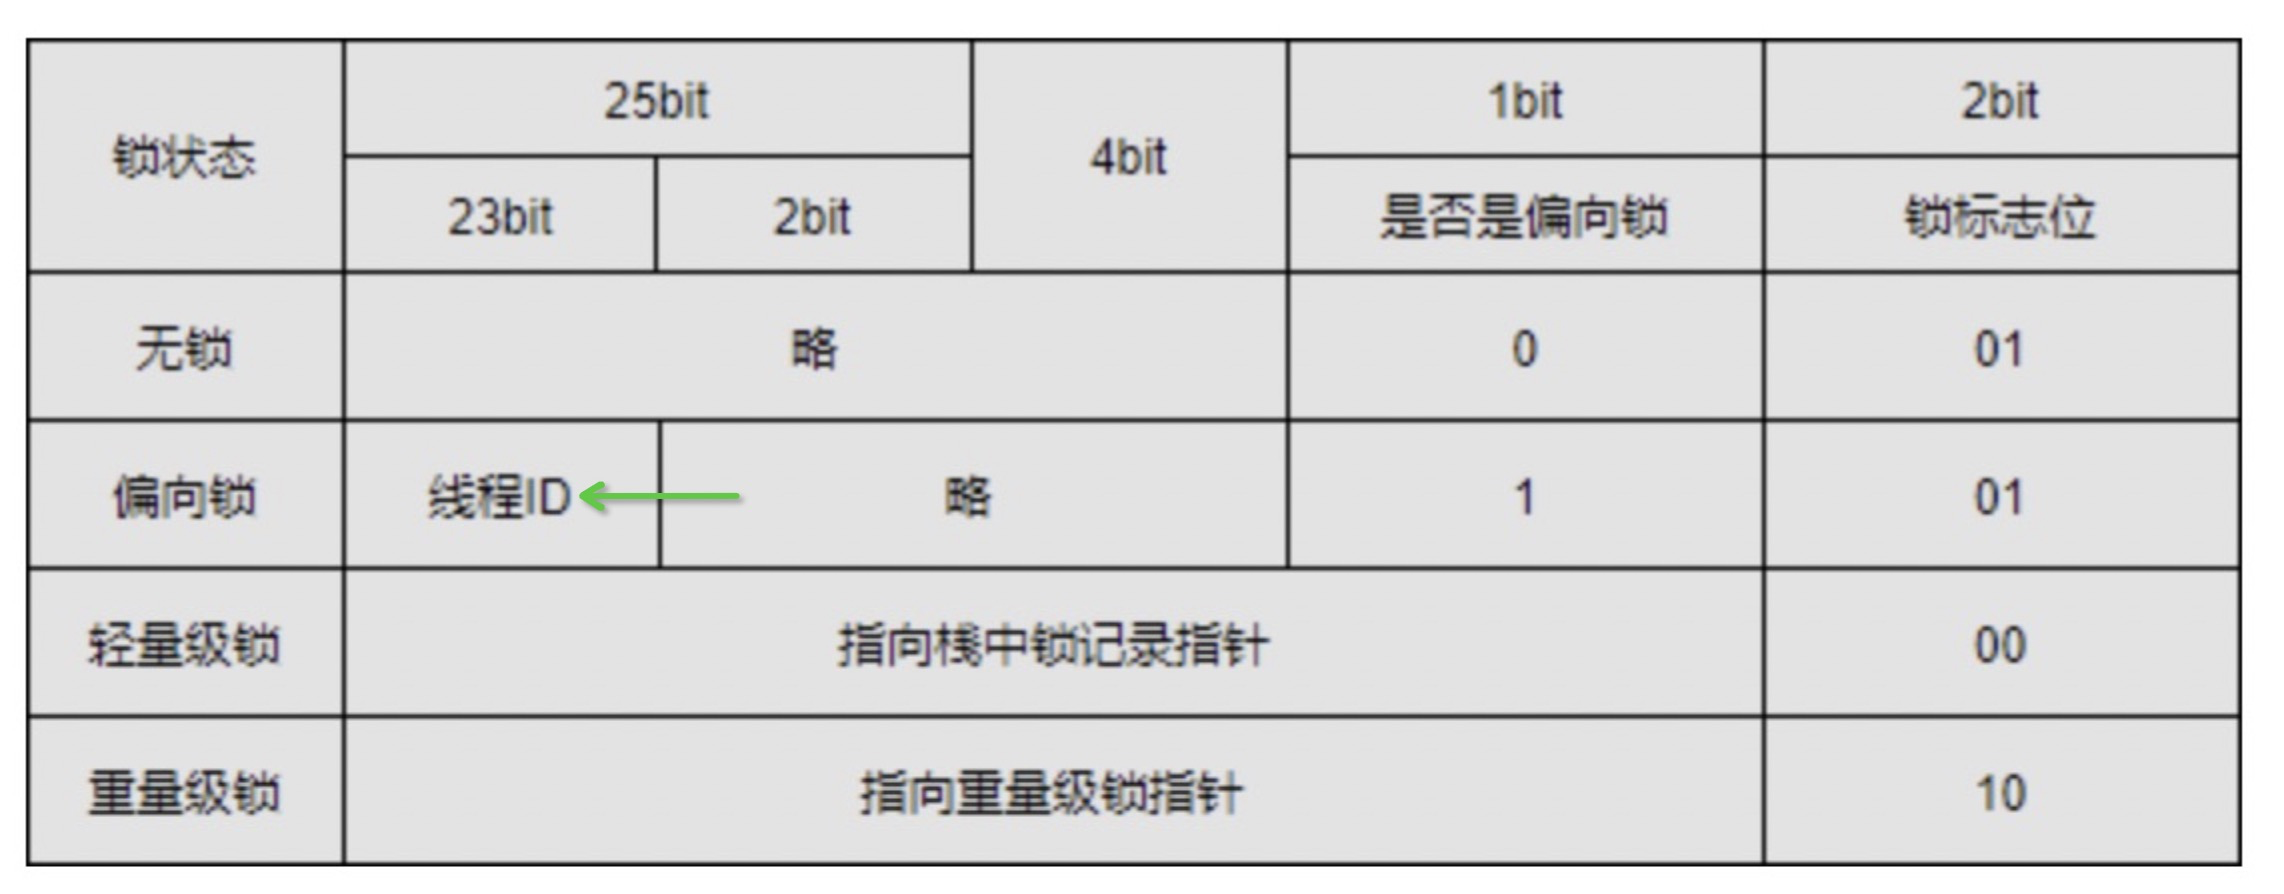 锁状态 25bit 4bit 1bit 2bit
23bit 2bit 是否是偏向锁 锁标志位
无锁 略 0 01
偏向锁 线程ID 略 1 01
轻量级锁 指向栈中锁记录指针 00
重量级锁 指向重量级锁指针 10